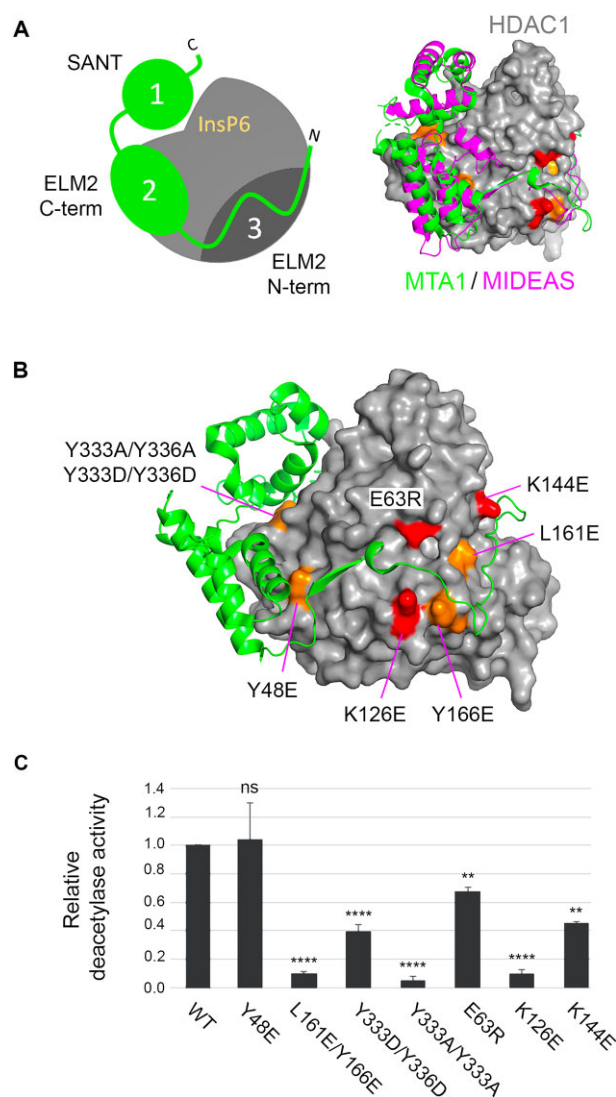 A
SANT
C
HDAC1
1
InsP6
N
ELM2
C-term
2
3
ELM2
N-term
MTA1/MIDEAS
B
Y333A/Y336A
Y333D/Y336D
K144E
E63R
L161E
Y48E
K126E
Y166E
C
Relative
deacetylase activity
1.4
1.2
1.0
0.8
0.6
0.4
0.2
0.0
ns
****
****
****
**
****
**
WT
Y48E
L161E/Y166E
Y333D/Y336D
Y333A/Y333A
E63R
K126E
K144E